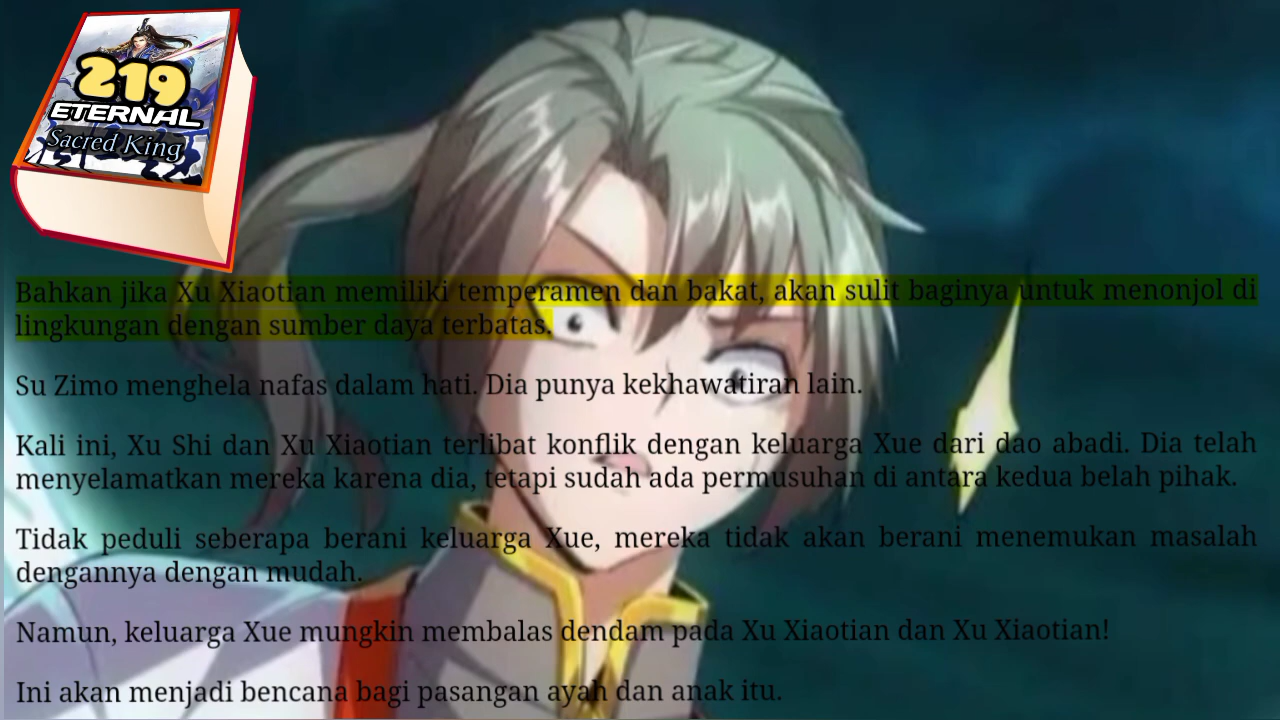 219
ETERNAL
Sacred King
Bahkan jika Xu Xiaotian memiliki temperamen dan bakat, akan sulit baginya untuk menonjol di
lingkungan dengan sumber daya terbatas.
Su Zimo menghela nafas dalam hati. Dia punya kekhawatiran lain.
Kali ini, Xu Shi dan Xu Xiaotian terlibat konflik dengan keluarga Xue dari dao abadi. Dia telah
menyelamatkan mereka karena dia, tetapi sudah ada permusuhan di antara kedua belah pihak.
Tidak peduli seberapa berani keluarga Xue, mereka tidak akan berani menemukan masalah
dengannya dengan mudah.
Namun, keluarga Xue mungkin membalas dendam pada Xu Xiaotian dan Xu Xiaotian!
Ini akan menjadi bencana bagi pasangan ayah dan anak itu.